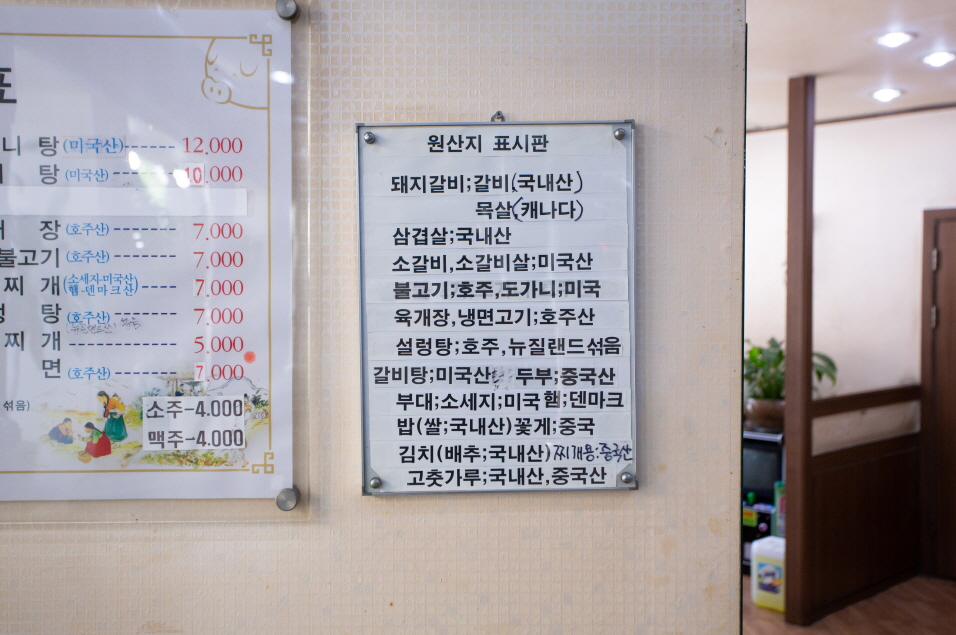 표
니 탕 (미국산)------ 12.000
탕 (미국산)------ 10.000
장 (호주산)-------- 7.000
불고기 (호주산)-------- 7.000
찌 개 (소세지-미국산 햄-덴마크산)--- 7.000
탕 (호주산)-------- 7.000
찌 개 ------------- 5.000
면 (호주산)-------- 7.000
섞음)
소주-4.000
맥주-4.000
원산지 표시판
돼지갈비;갈비(국내산)
목살(캐나다)
삼겹살;국내산
소갈비,소갈비살;미국산
불고기;호주,도가니;미국
육개장,냉면고기;호주산
설렁탕;호주,뉴질랜드섞음
갈비탕;미국산 두부;중국산
부대;소세지;미국햄;덴마크
밥(쌀;국내산)꽃게;중국
김치(배추;국내산)찌개용:중국산
고춧가루;국내산,중국산